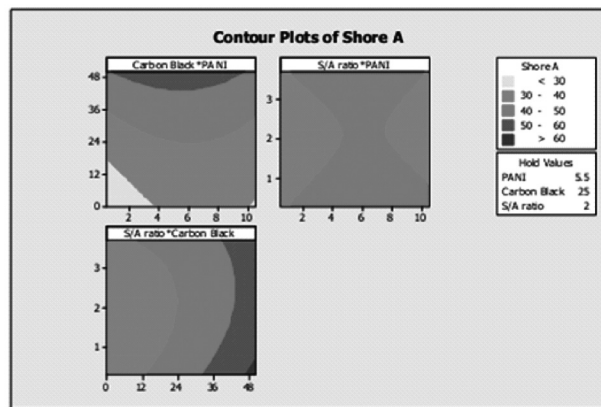 Contour Plots of Shore A
Carbon Black *PANI
48
36
24
12
0
2 4 6 8 10
S/A ratio *PANI
3
2
1
2 4 6 8 10
S/A ratio *Carbon Black
3
2
1
0 12 24 36 48
Shore A
< 30
30 - 40
40 - 50
50 - 60
> 60
Hold Values
PANI 5.5
Carbon Black 25
S/A ratio 2